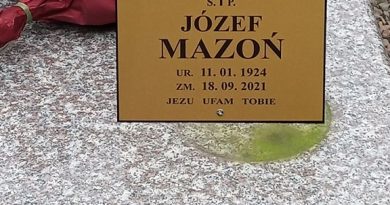 Ś. † P.
JÓZEF
MAZOŃ
UR. 11. 01. 1924
ZM. 18. 09. 2021
JEZU UFAM TOBIE